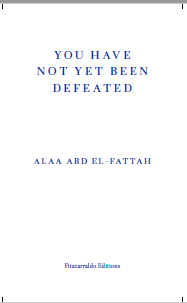 YOU HAVE
NOT YET BEEN
DEFEATED
ALAA ABD EL-FATTAH
Fitzcarraldo Editions